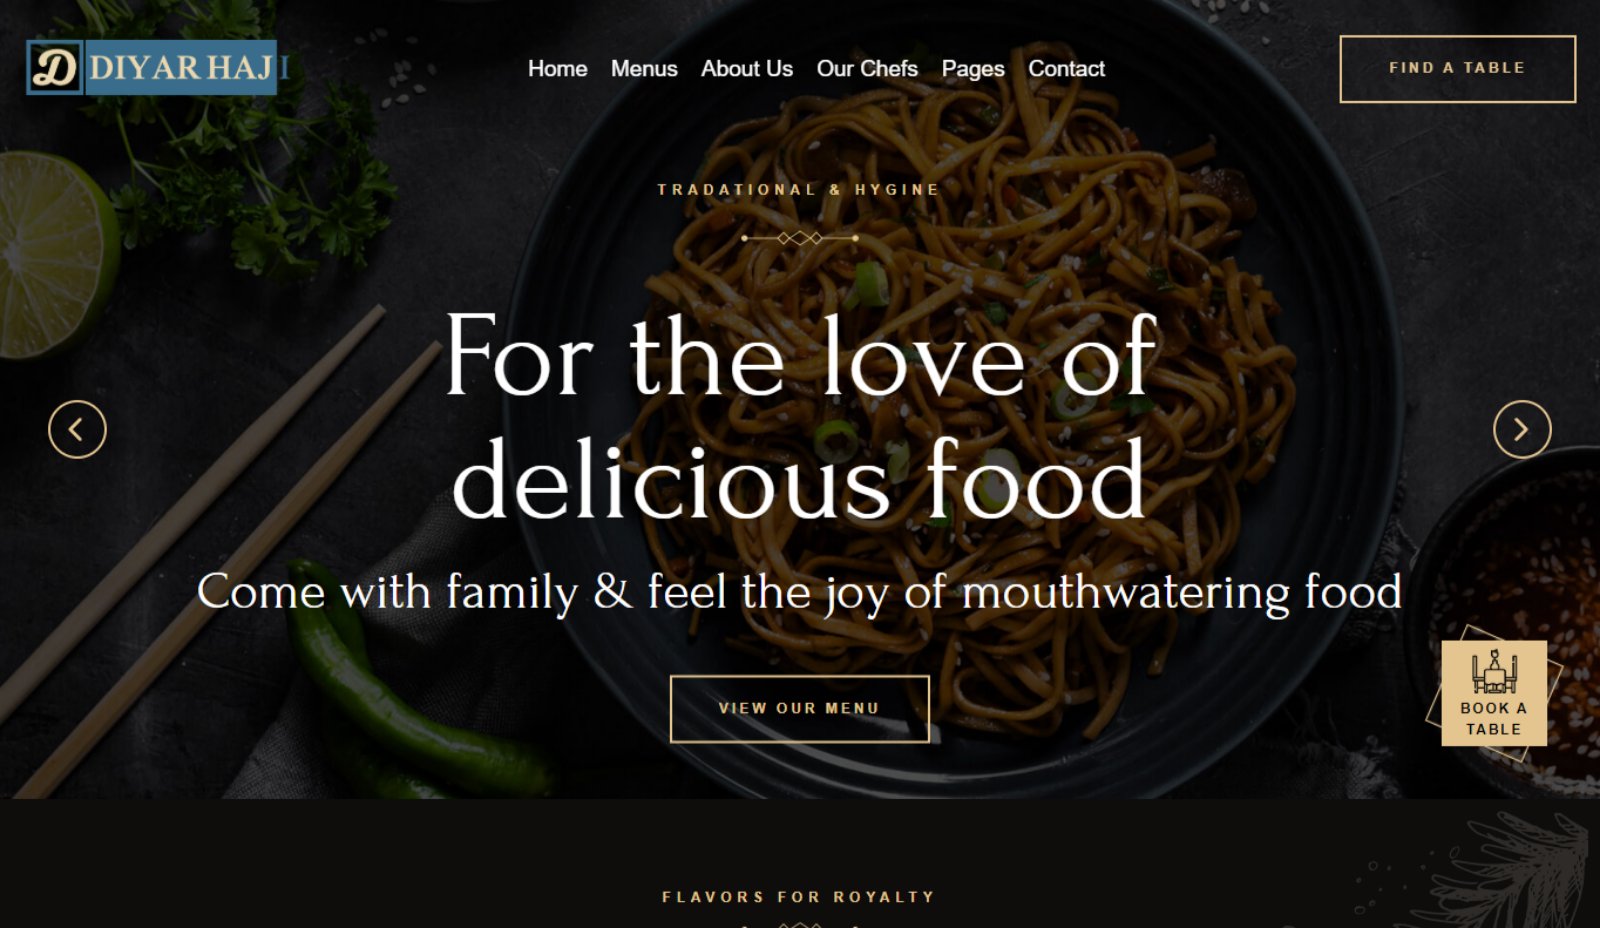 D DIYAR HAJI
Home Menus About Us Our Chefs Pages Contact
FIND A TABLE
TRADATIONAL & HYGINE
For the love of
delicious food
Come with family & feel the joy of mouthwatering food
VIEW OUR MENU
BOOK A
TABLE
FLAVORS FOR ROYALTY